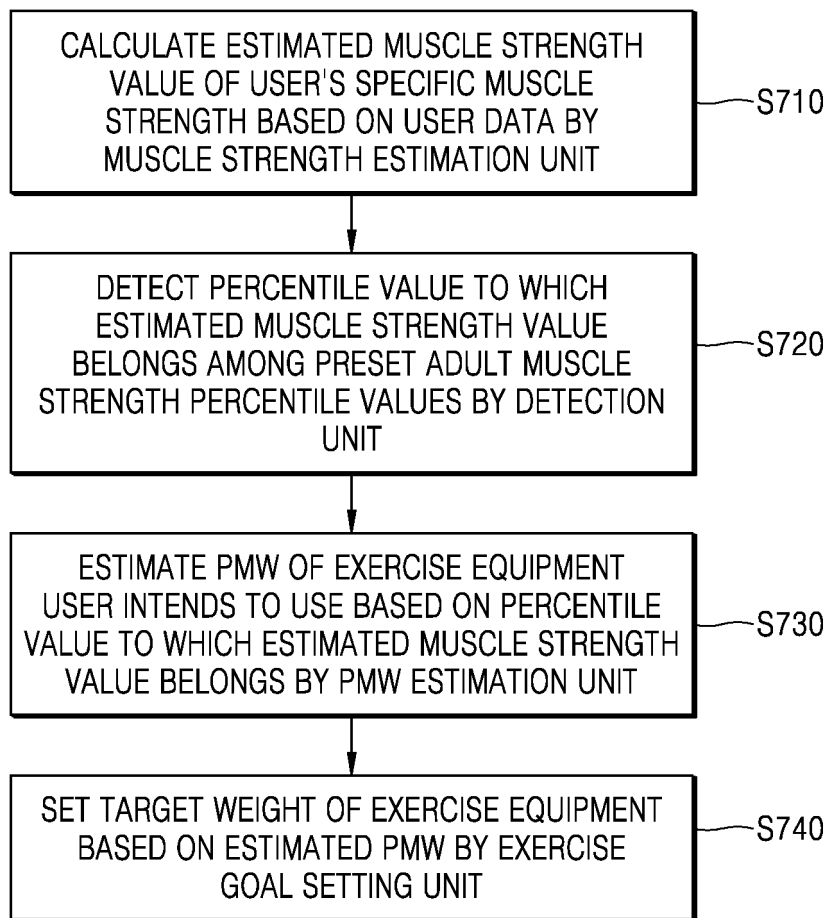 CALCULATE ESTIMATED MUSCLE STRENGTH
VALUE OF USER'S SPECIFIC MUSCLE
STRENGTH BASED ON USER DATA BY
MUSCLE STRENGTH ESTIMATION UNIT
S710
DETECT PERCENTILE VALUE TO WHICH
ESTIMATED MUSCLE STRENGTH VALUE
BELONGS AMONG PRESET ADULT MUSCLE
STRENGTH PERCENTILE VALUES BY DETECTION
UNIT
S720
ESTIMATE PMW OF EXERCISE EQUIPMENT
USER INTENDS TO USE BASED ON PERCENTILE
VALUE TO WHICH ESTIMATED MUSCLE STRENGTH
VALUE BELONGS BY PMW ESTIMATION UNIT
S730
SET TARGET WEIGHT OF EXERCISE EQUIPMENT
BASED ON ESTIMATED PMW BY EXERCISE
GOAL SETTING UNIT
S740